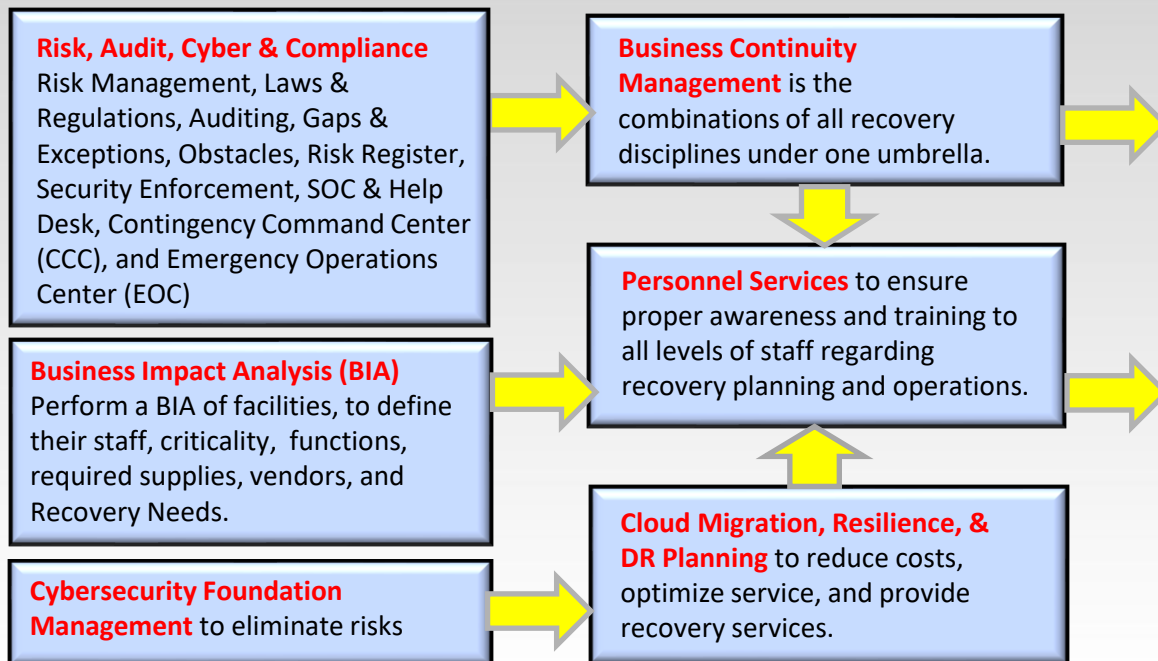 Risk, Audit, Cyber & Compliance
Risk Management, Laws &
Regulations, Auditing, Gaps &
Exceptions, Obstacles, Risk Register,
Security Enforcement, SOC & Help
Desk, Contingency Command Center
(CCC), and Emergency Operations
Center (EOC)
Business Impact Analysis (BIA)
Perform a BIA of facilities, to define
their staff, criticality, functions,
required supplies, vendors, and
Recovery Needs.
Cybersecurity Foundation
Management to eliminate risks
Business Continuity
Management is the
combinations of all recovery
disciplines under one umbrella.
Personnel Services to ensure
proper awareness and training to
all levels of staff regarding
recovery planning and operations.
Cloud Migration, Resilience, &
DR Planning to reduce costs,
optimize service, and provide
recovery services.